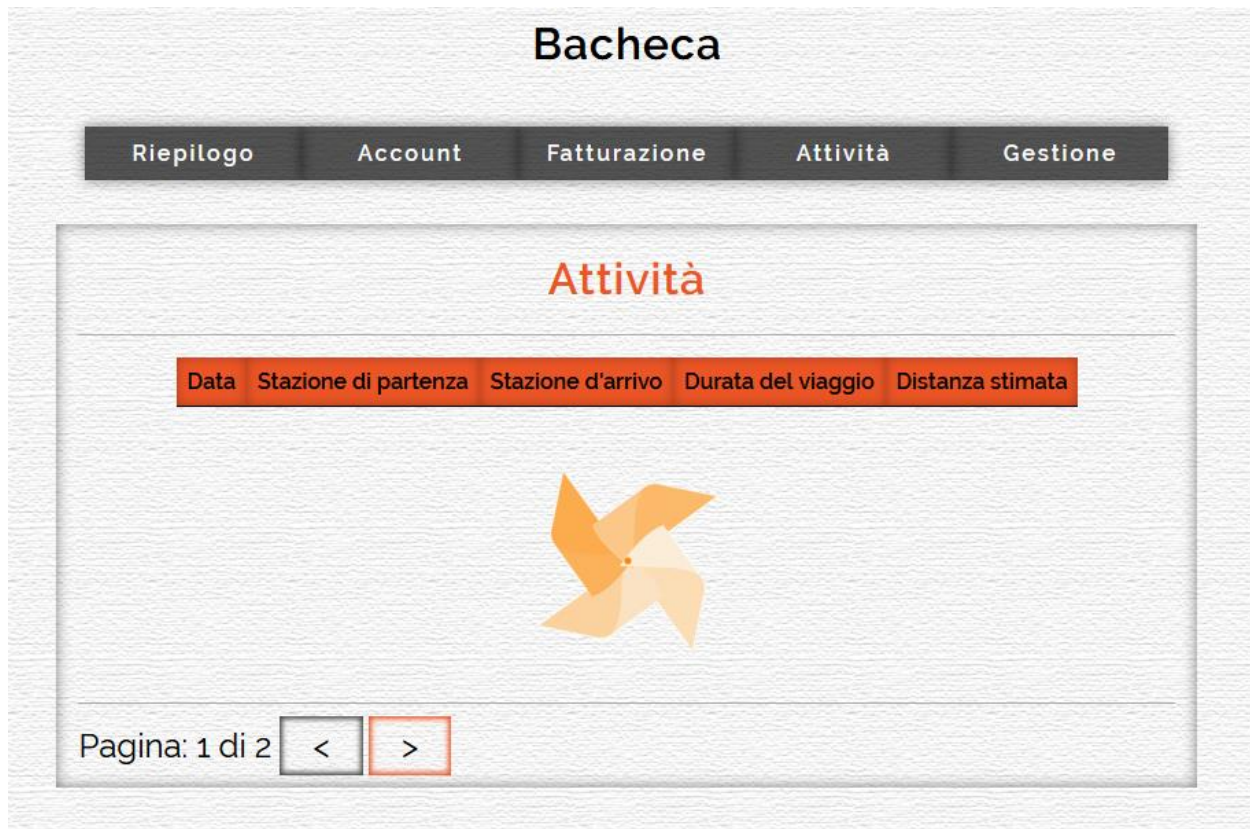 Bacheca
Riepilogo Account Fatturazione Attività Gestione
Attività
Data Stazione di partenza Stazione d'arrivo Durata del viaggio Distanza stimata
Pagina: 1 di 2 < >